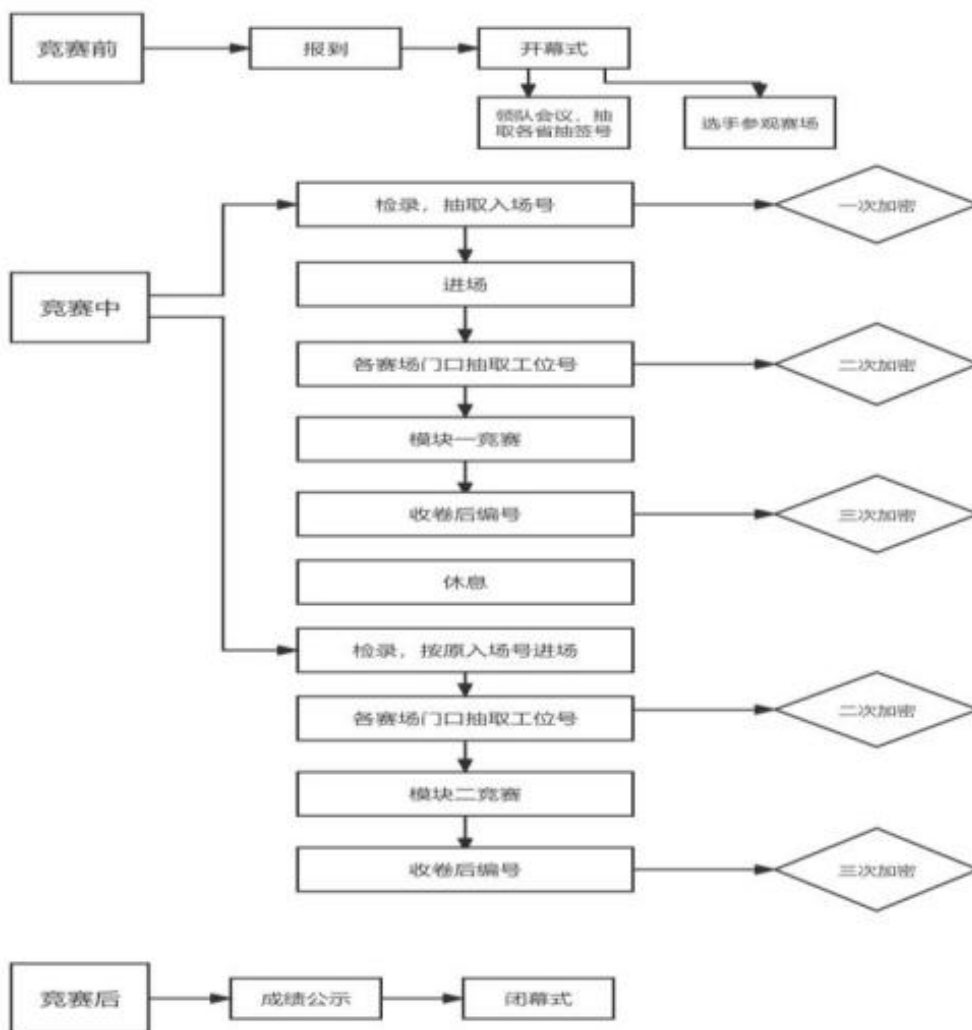 竞赛前
报到
开幕式
领队会议，抽
取各省抽签号
选手参观赛场
检录，抽取入场号
一次加密
进场
竞赛中
各赛场门口抽取工位号
二次加密
模块一竞赛
收卷后编号
三次加密
休息
检录，按原入场号进场
各赛场门口抽取工位号
二次加密
模块二竞赛
收卷后编号
三次加密
竞赛后
成绩公示
闭幕式